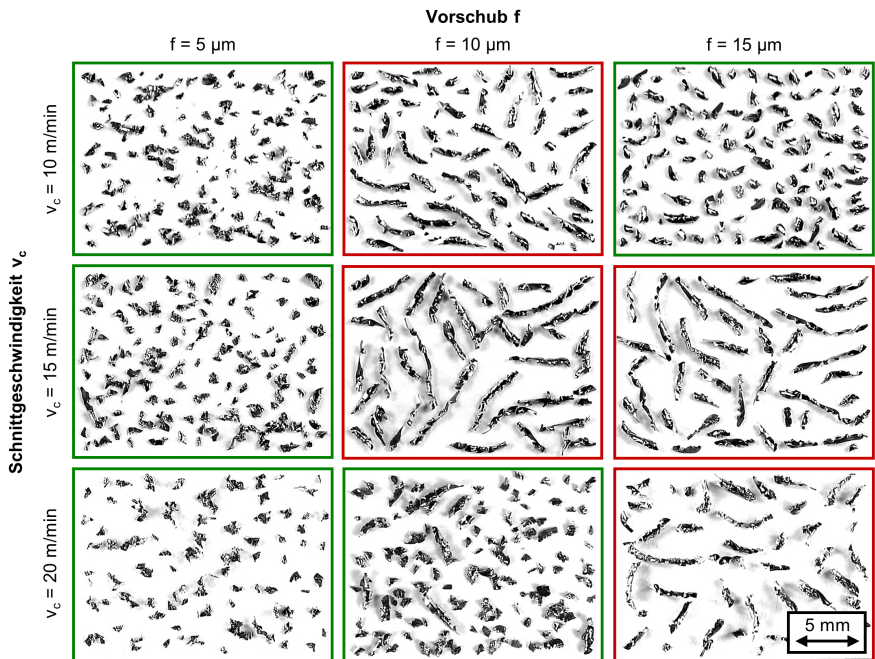 Vorschub f
f = 5 µm
f = 10 µm
f = 15 µm
Schnittgeschwindigkeit vc
vc = 10 m/min
vc = 15 m/min
vc = 20 m/min
5 mm